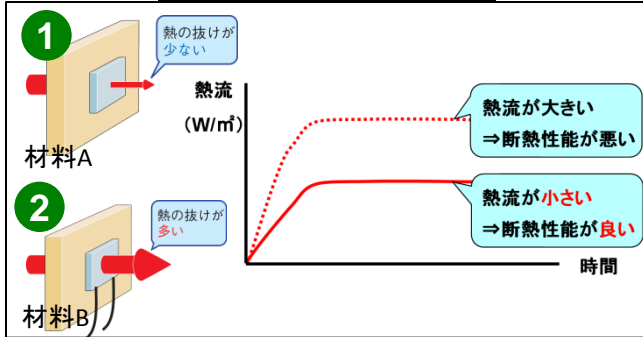 1
熱の抜けが
少ない
材料A
2
熱の抜けが
多い
材料B
熱流
(W/㎡)
熱流が大きい
⇒断熱性能が悪い
熱流が小さい
⇒断熱性能が良い
時間